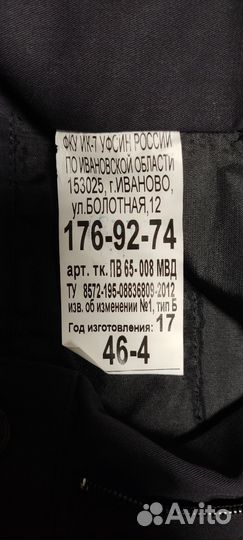 ФКУ ИК-7 УФСИН РОССИИ
ПО ИВАНОВСКОЙ ОБЛАСТИ
153025, г.ИВАНОВО,
ул.БОЛОТНАЯ,12
176-92-74
арт. тк. ПВ 65-008 МВД
ТУ 8572-195-08836809-2012
изв. об изменении №1, тип Б
Год изготовления: 17
46-4
Avito